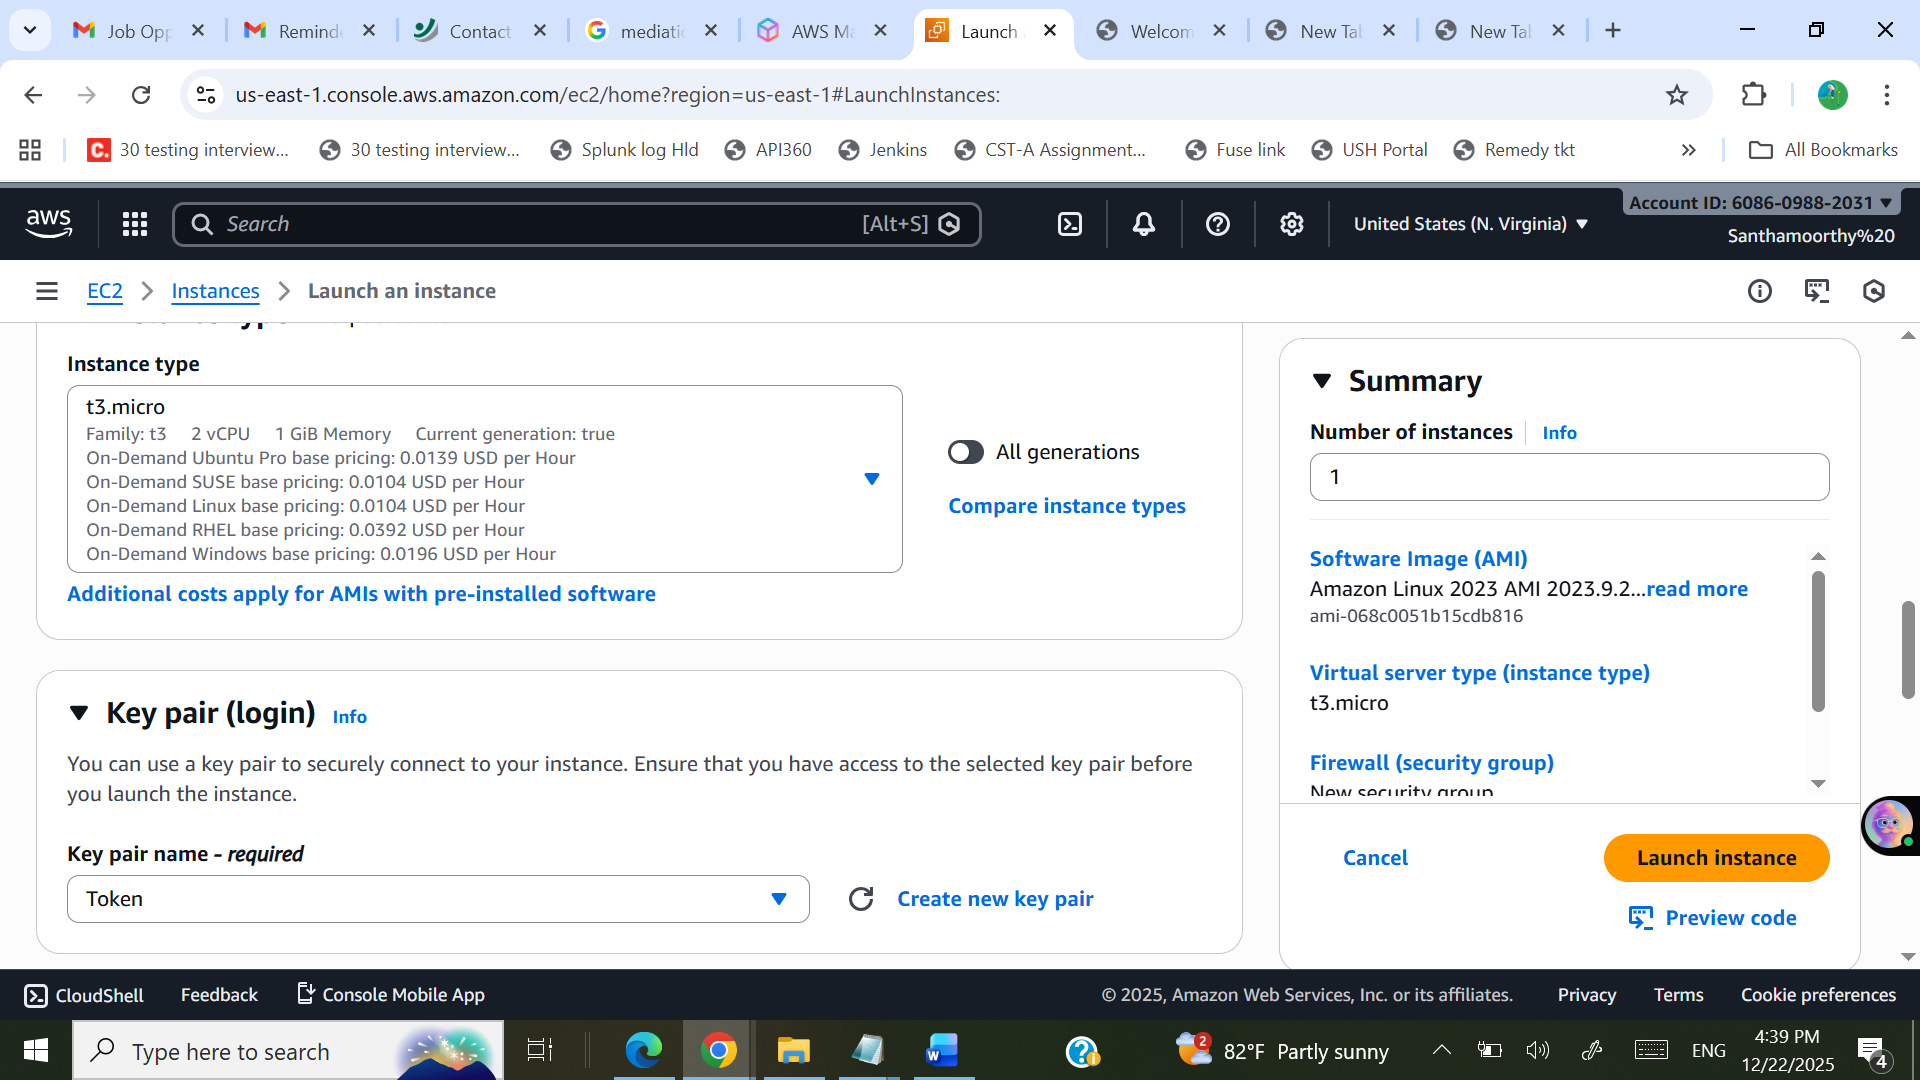 Job Opp
Reminde
Contact
mediatio
AWS Ma
Launch
Welcom
New Tab
New Tab
us-east-1.console.aws.amazon.com/ec2/home?region=us-east-1#LaunchInstances:
30 testing interview...
30 testing interview...
Splunk log Hld
API360
Jenkins
CST-A Assignment...
Fuse link
USH Portal
Remedy tkt
All Bookmarks
aws
Search
[Alt+S]
United States (N. Virginia)
Account ID: 6086-0988-2031
Santhamoorthy%20
EC2
Instances
Launch an instance
Instance type
t3.micro
Family: t3 2 vCPU 1 GiB Memory Current generation: true
On-Demand Ubuntu Pro base pricing: 0.0139 USD per Hour
On-Demand SUSE base pricing: 0.0104 USD per Hour
On-Demand Linux base pricing: 0.0104 USD per Hour
On-Demand RHEL base pricing: 0.0392 USD per Hour
On-Demand Windows base pricing: 0.0196 USD per Hour
All generations
Compare instance types
Additional costs apply for AMIs with pre-installed software
Key pair (login) Info
You can use a key pair to securely connect to your instance. Ensure that you have access to the selected key pair before
you launch the instance.
Key pair name - required
Token
Create new key pair
Summary
Number of instances Info
1
Software Image (AMI)
Amazon Linux 2023 AMI 2023.9.2...read more
ami-068c0051b15cdb816
Virtual server type (instance type)
t3.micro
Firewall (security group)
New security group
Cancel
Launch instance
Preview code
CloudShell
Feedback
Console Mobile App
© 2025, Amazon Web Services, Inc. or its affiliates.
Privacy
Terms
Cookie preferences
Type here to search
2
82°F Partly sunny
ENG
4:39 PM
12/22/2025
4